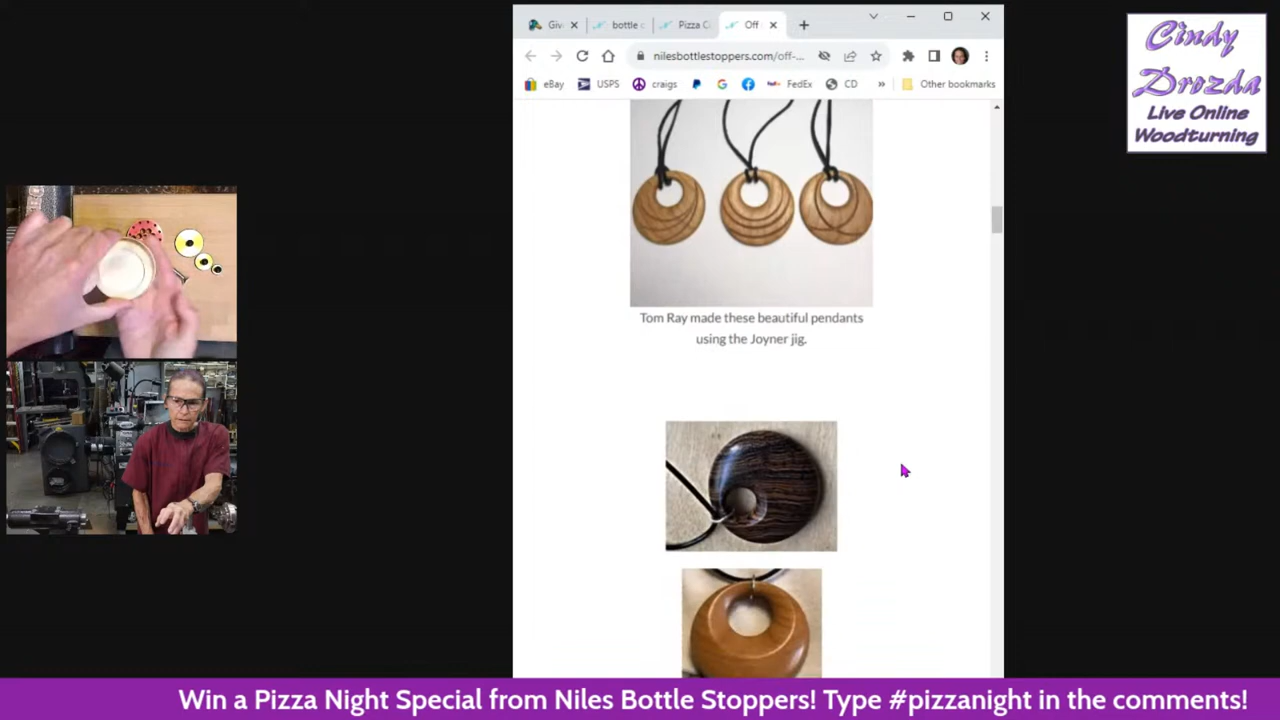 Giv
bottle c
Pizza C
Off
nilesbottlestoppers.com/off-...
eBay
USPS
craigs
FedEx
CD
»
Other bookmarks
Cindy
Drozda
Live Online
Woodturning
Tom Ray made these beautiful pendants
using the Joyner jig.
Win a Pizza Night Special from Niles Bottle Stoppers! Type #pizzanight in the comments!